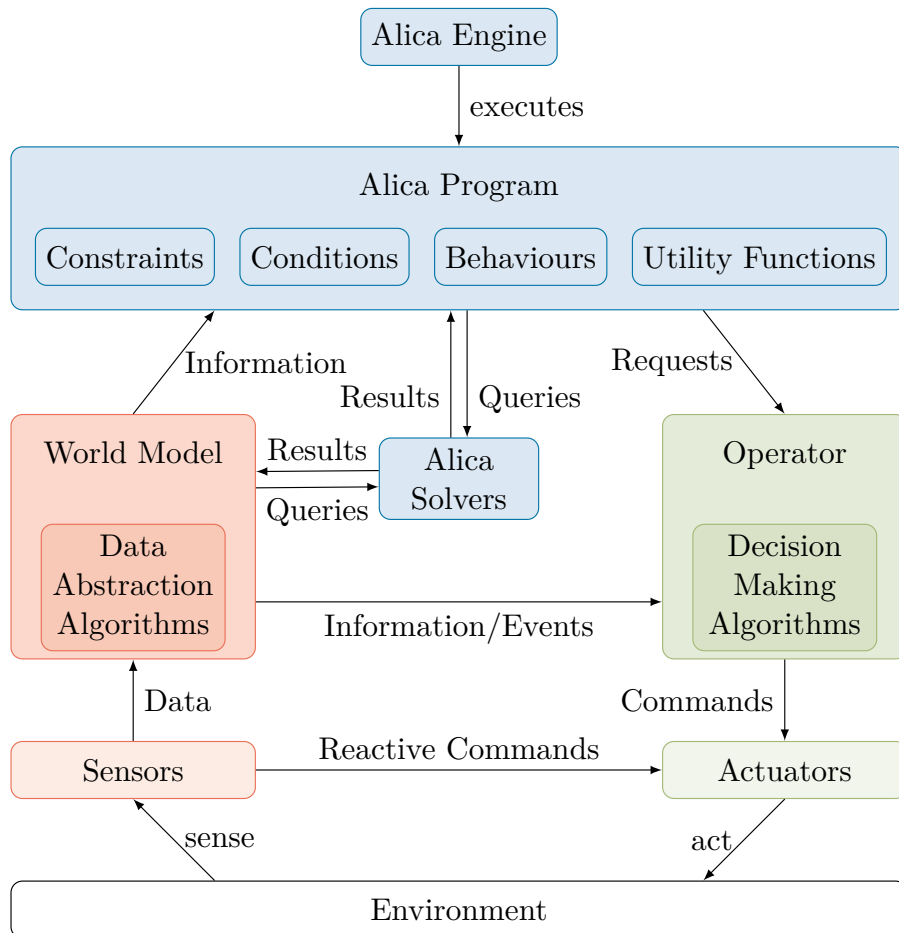 Alica Engine
executes
Alica Program
Constraints
Conditions
Behaviours
Utility Functions
Information
Results
Queries
Requests
World Model
Results
Queries
Alica
Solvers
Operator
Data
Abstraction
Algorithms
Information/Events
Decision
Making
Algorithms
Data
Commands
Sensors
Reactive Commands
Actuators
sense
act
Environment